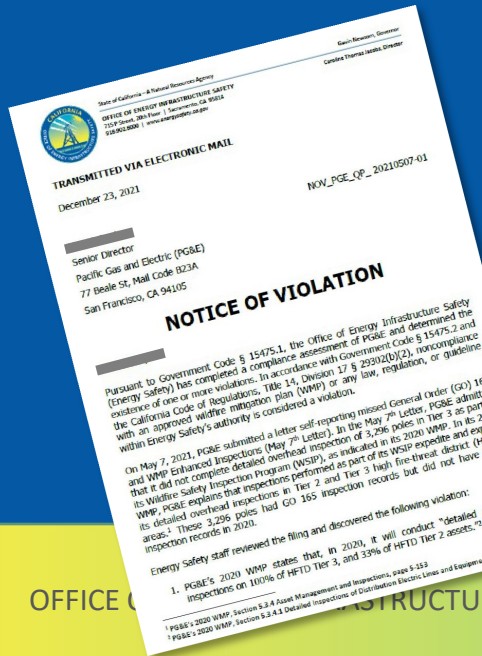 State of California – A Natural Resources Agency
Gavin Newsom, Governor
OFFICE OF ENERGY INFRASTRUCTURE SAFETY
715 P Street, 20th Floor | Sacramento, CA 95814
916.902.6000 | www.energysafety.ca.gov
Caroline Thomas Jacobs, Director
CALIFORNIA
TRANSMITTED VIA ELECTRONIC MAIL
December 23, 2021
NOV_PGE_QP_ 20210507-01
Senior Director
Pacific Gas and Electric (PG&E)
77 Beale St, Mail Code B23A
San Francisco, CA 94105
NOTICE OF VIOLATION
Pursuant to Government Code § 15475.1, the Office of Energy Infrastructure Safety
(Energy Safety) has completed a compliance assessment of PG&E and determined the
existence of one or more violations. In accordance with Government Code § 15475.2 and
the California Code of Regulations, Title 14, Division 17 § 29302(b)(2), noncompliance
with an approved wildfire mitigation plan (WMP) or any law, regulation, or guideline
within Energy Safety's authority is considered a violation.
On May 7, 2021, PG&E submitted a letter self-reporting missed General Order (GO) 16
and WMP Enhanced Inspections (May 7th Letter). In the May 7th Letter, PG&E admitt
that it did not complete detailed overhead inspection of 3,296 poles in Tier 3 as part
its Wildfire Safety Inspection Program (WSIP), as indicated in its 2020 WMP. In its 2
WMP, PG&E explains that inspections performed as part of its WSIP expedite and exp
its detailed overhead inspections in Tier 2 and Tier 3 high fire-threat district (H
areas.1 These 3,296 poles had GO 165 inspection records but did not have
inspection records in 2020.
Energy Safety staff reviewed the filing and discovered the following violation:
1. PG&E's 2020 WMP states that, in 2020, it will conduct "detailed
inspections on 100% of HFTD Tier 3, and 33% of HFTD Tier 2 assets."2
1 PG&E's 2020 WMP, Section 5.3.4 Asset Management and Inspections, page 5-153
2 PG&E's 2020 WMP, Section 5.3.4.1 Detailed Inspections of Distribution Electric Lines and Equipme
OFFICE ASTRUCTU